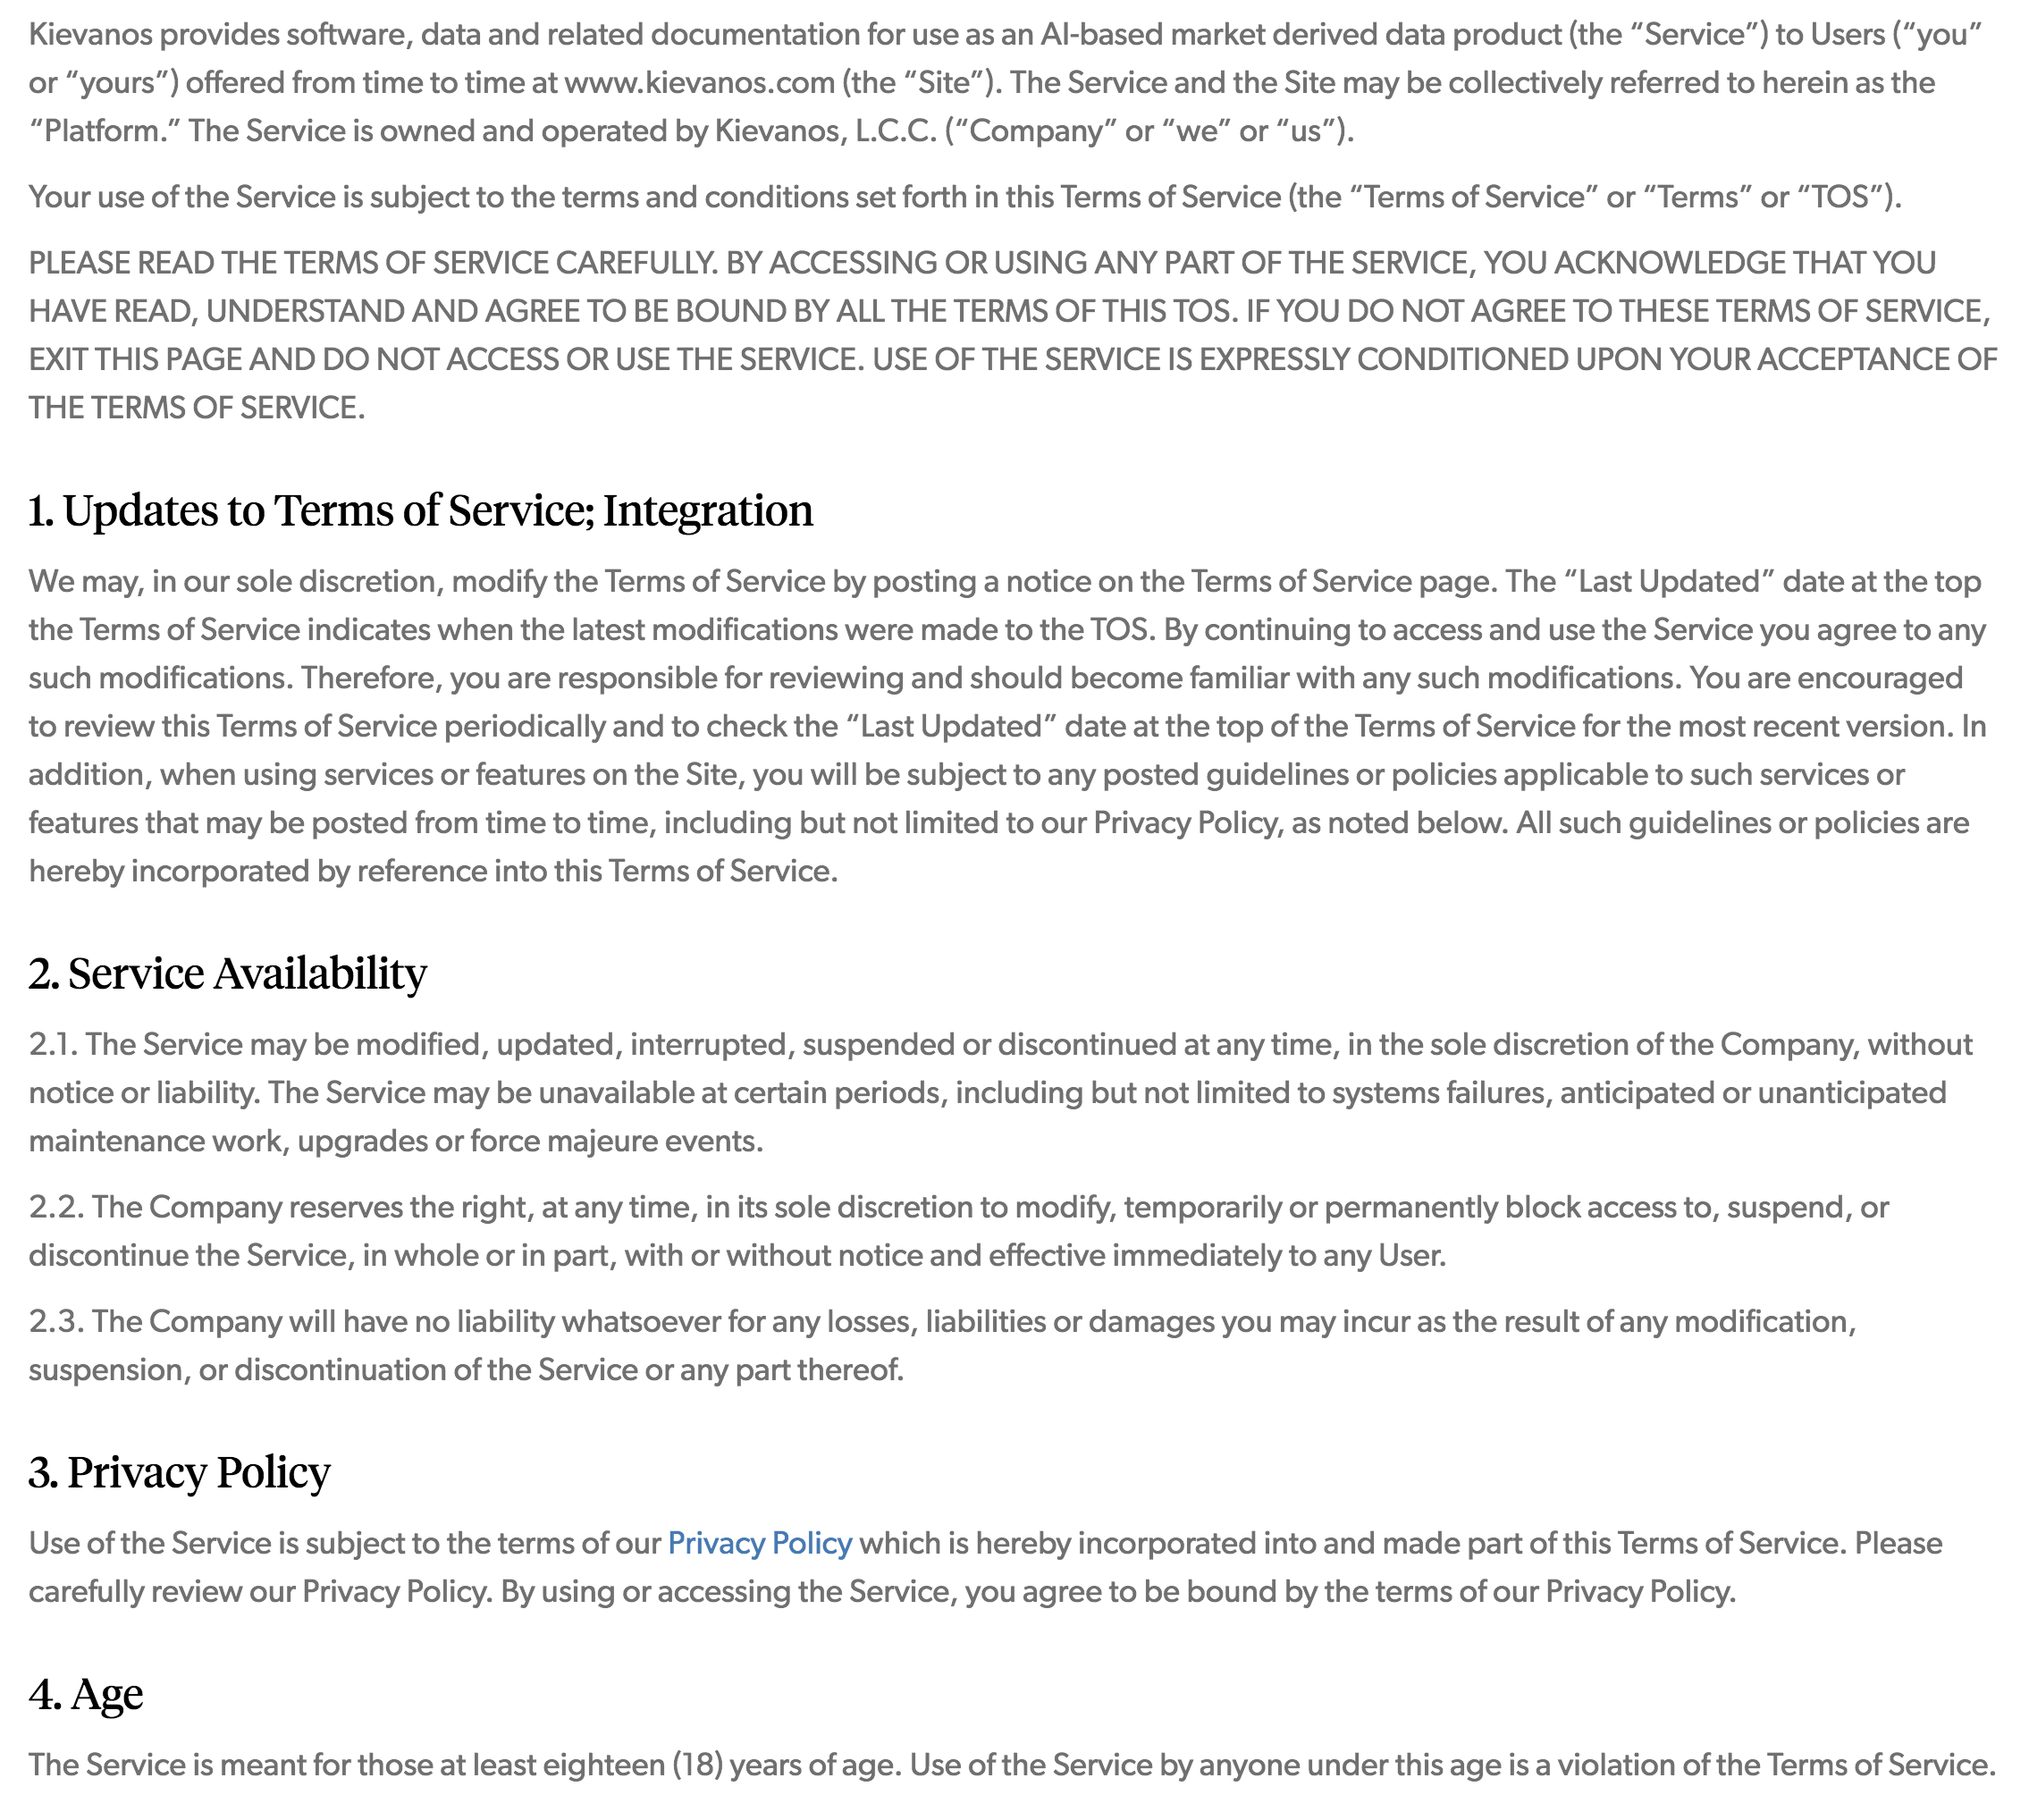 Kievanos provides software, data and related documentation for use as an AI-based market derived data product (the “Service”) to Users (“you”
or “yours”) offered from time to time at www.kievanos.com (the “Site”). The Service and the Site may be collectively referred to herein as the
“Platform.” The Service is owned and operated by Kievanos, L.C.C. (“Company” or “we” or “us”).
Your use of the Service is subject to the terms and conditions set forth in this Terms of Service (the “Terms of Service” or “Terms” or “TOS”).
PLEASE READ THE TERMS OF SERVICE CAREFULLY. BY ACCESSING OR USING ANY PART OF THE SERVICE, YOU ACKNOWLEDGE THAT YOU
HAVE READ, UNDERSTAND AND AGREE TO BE BOUND BY ALL THE TERMS OF THIS TOS. IF YOU DO NOT AGREE TO THESE TERMS OF SERVICE,
EXIT THIS PAGE AND DO NOT ACCESS OR USE THE SERVICE. USE OF THE SERVICE IS EXPRESSLY CONDITIONED UPON YOUR ACCEPTANCE OF
THE TERMS OF SERVICE.
1. Updates to Terms of Service; Integration
We may, in our sole discretion, modify the Terms of Service by posting a notice on the Terms of Service page. The “Last Updated” date at the top
the Terms of Service indicates when the latest modifications were made to the TOS. By continuing to access and use the Service you agree to any
such modifications. Therefore, you are responsible for reviewing and should become familiar with any such modifications. You are encouraged
to review this Terms of Service periodically and to check the “Last Updated” date at the top of the Terms of Service for the most recent version. In
addition, when using services or features on the Site, you will be subject to any posted guidelines or policies applicable to such services or
features that may be posted from time to time, including but not limited to our Privacy Policy, as noted below. All such guidelines or policies are
hereby incorporated by reference into this Terms of Service.
2. Service Availability
2.1. The Service may be modified, updated, interrupted, suspended or discontinued at any time, in the sole discretion of the Company, without
notice or liability. The Service may be unavailable at certain periods, including but not limited to systems failures, anticipated or unanticipated
maintenance work, upgrades or force majeure events.
2.2. The Company reserves the right, at any time, in its sole discretion to modify, temporarily or permanently block access to, suspend, or
discontinue the Service, in whole or in part, with or without notice and effective immediately to any User.
2.3. The Company will have no liability whatsoever for any losses, liabilities or damages you may incur as the result of any modification,
suspension, or discontinuation of the Service or any part thereof.
3. Privacy Policy
Use of the Service is subject to the terms of our Privacy Policy which is hereby incorporated into and made part of this Terms of Service. Please
carefully review our Privacy Policy. By using or accessing the Service, you agree to be bound by the terms of our Privacy Policy.
4. Age
The Service is meant for those at least eighteen (18) years of age. Use of the Service by anyone under this age is a violation of the Terms of Service.